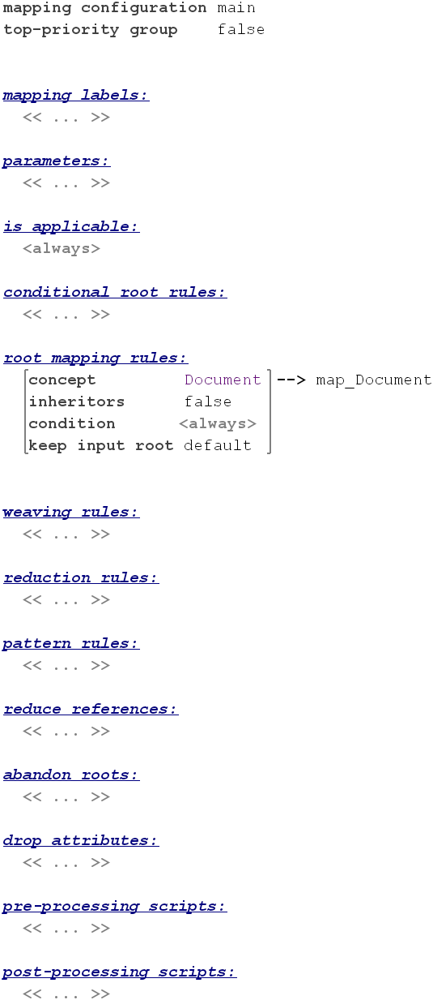 mapping configuration main
top-priority group false
mapping labels:
<< ... >>
parameters:
<< ... >>
is applicable:
<always>
conditional root rules:
<< ... >>
root mapping rules:
concept Document --> map_Document
inheritors false
condition <always>
keep input root default
weaving rules:
<< ... >>
reduction rules:
<< ... >>
pattern rules:
<< ... >>
reduce references:
<< ... >>
abandon roots:
<< ... >>
drop attributes:
<< ... >>
pre-processing scripts:
<< ... >>
post-processing scripts:
<< ... >>